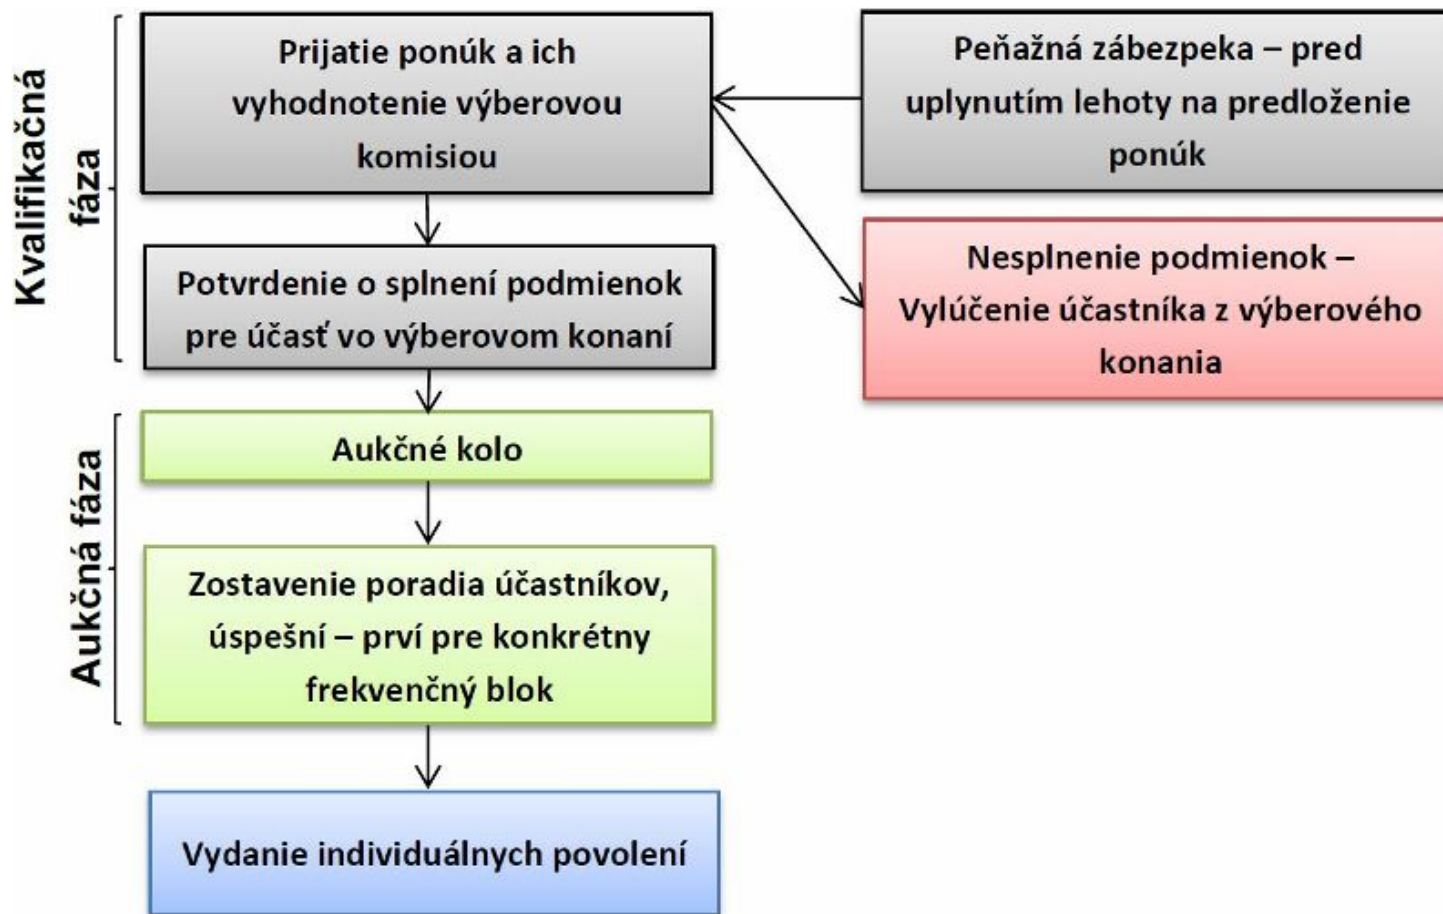 Kvalifikačná
fáza
Prijatie ponúk a ich
vyhodnotenie výberovou
komisiou
Peňažná zábezpeka – pred
uplynutím lehoty na predloženie
ponúk
Potvrdenie o splnení podmienok
pre účasť vo výberovom konaní
Nesplnenie podmienok –
Vylúčenie účastníka z výberového
konania
Aukčná fáza
Aukčné kolo
Zostavenie poradia účastníkov,
úspešní – prví pre konkrétny
frekvenčný blok
Vydanie individuálnych povolení